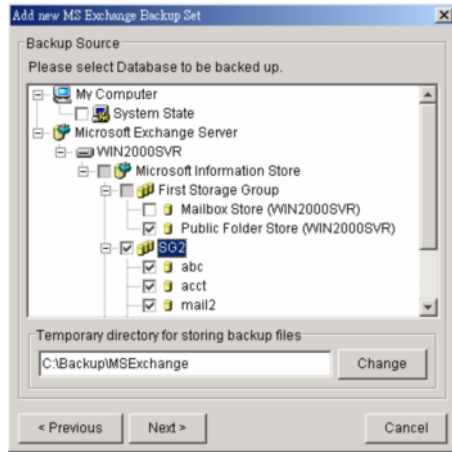 Add new MS Exchange Backup Set
Backup Source
Please select Database to be backed up.
My Computer
System State
Microsoft Exchange Server
WIN2000SVR
Microsoft Information Store
First Storage Group
Mailbox Store (WIN2000SVR)
Public Folder Store (WIN2000SVR)
SG2
abc
acct
mail2
Temporary directory for storing backup files
C:\Backup\MSExchange
Change
< Previous
Next >
Cancel